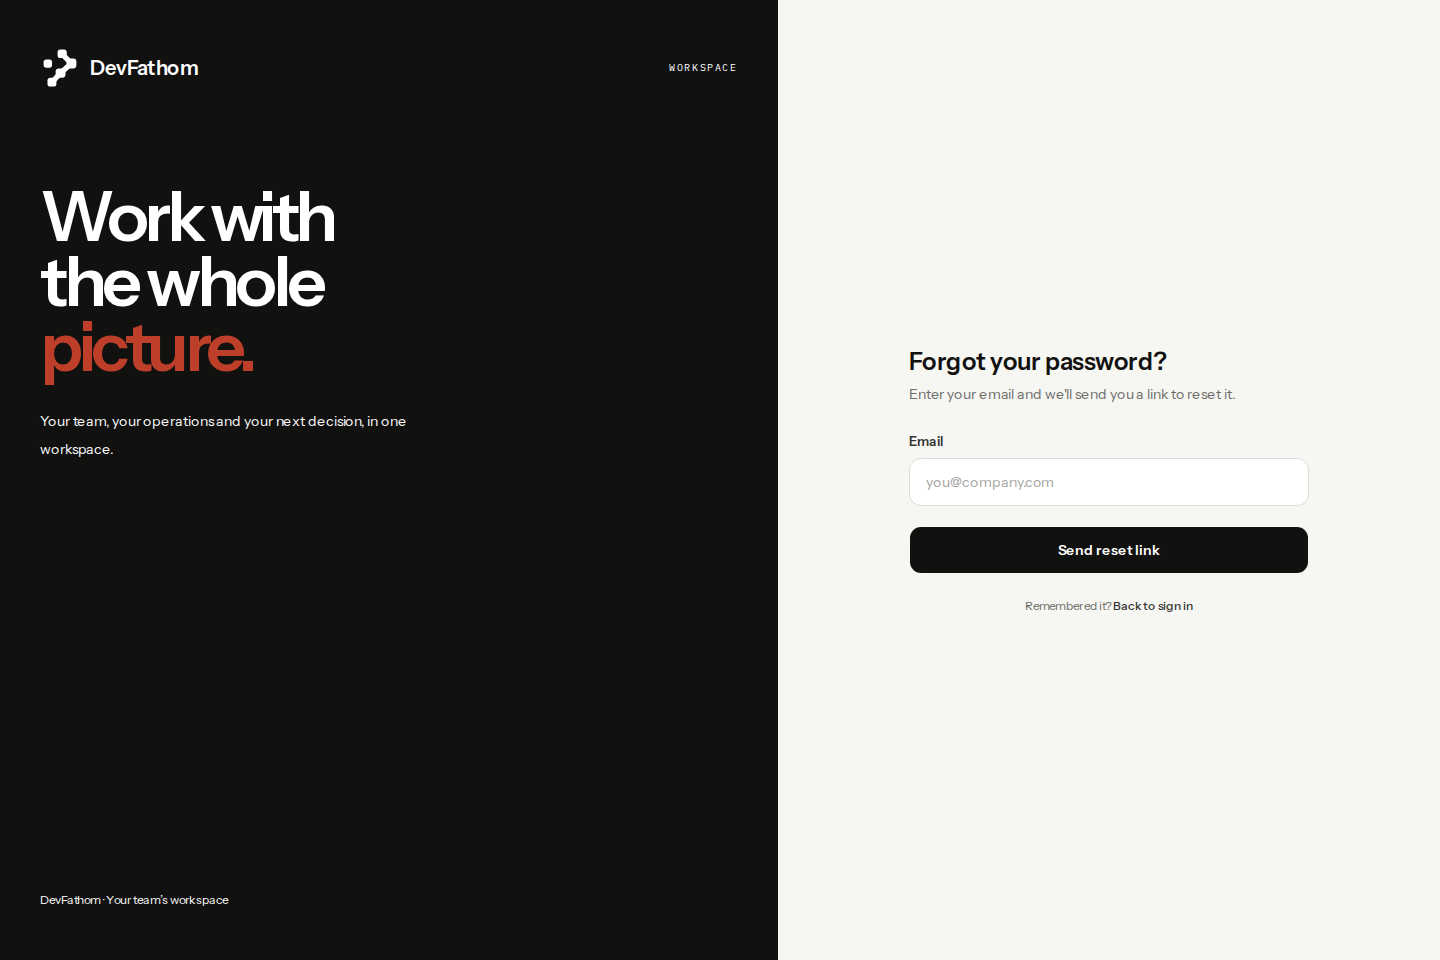 DevFathom
WORKSPACE
Work with
the whole
picture.
Your team, your operations and your next decision, in one
workspace.
DevFathom · Your team's workspace
Forgot your password?
Enter your email and we'll send you a link to reset it.
Email
you@company.com
Send reset link
Remembered it? Back to sign in